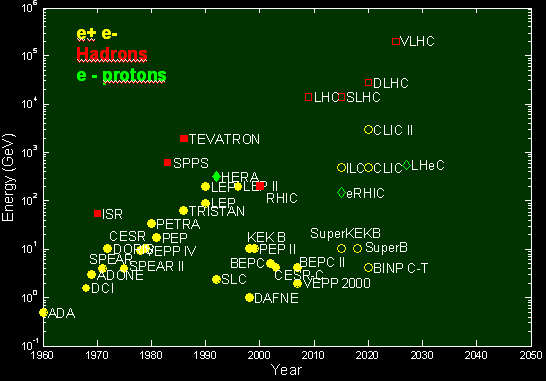 10^6
10^5
10^4
10^3
10^2
10^1
10^0
10^-1
Energy (GeV)
e+ e-
Hadrons
e - protons
VLHC
DLHC
LHC
SLHC
CLIC II
TEVATRON
SPPS
HERA
ILC
CLIC
LHeC
LEP
LEP II
RHIC
eRHIC
LEP
ISR
TRISTAN
PETRA
CESR
PEP
KEK B
SuperKEKB
DORIS
VEPP IV
PEP II
SuperB
SPEAR
SPEAR II
BEPC
BEPC II
BINP C-T
ADONE
CESR-C
DCI
SLC
VEPP 2000
DAFNE
ADA
1960
1970
1980
1990
2000
2010
2020
2030
2040
2050
Year